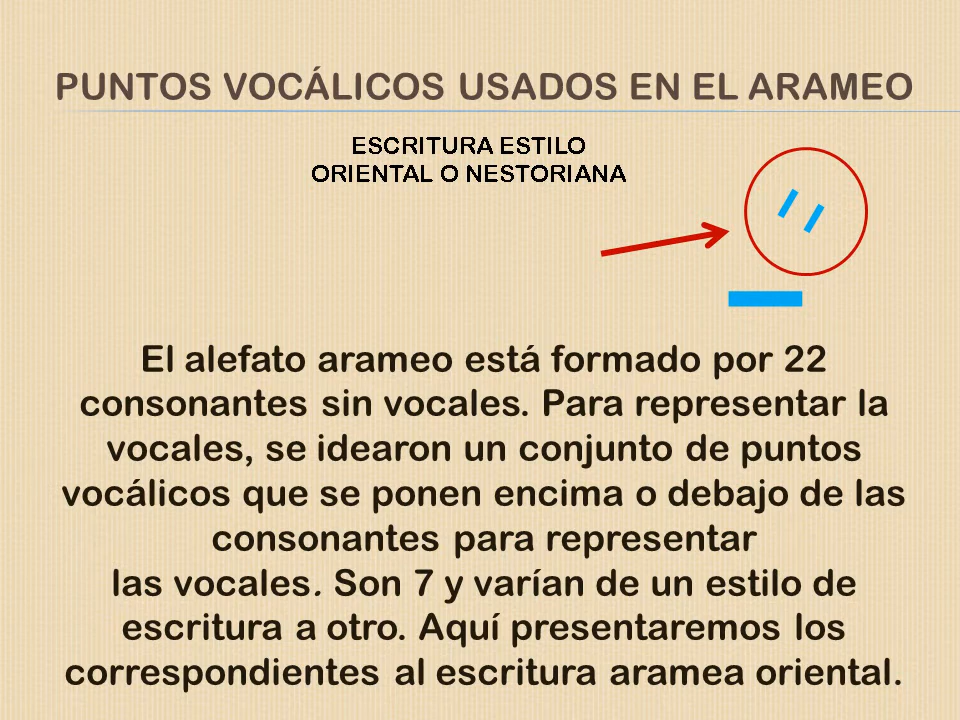 PUNTOS VOCÁLICOS USADOS EN EL ARAMEO
ESCRITURA ESTILO
ORIENTAL O NESTORIANA
El alefato arameo está formado por 22
consonantes sin vocales. Para representar la
vocales, se idearon un conjunto de puntos
vocálicos que se ponen encima o debajo de las
consonantes para representar
las vocales. Son 7 y varían de un estilo de
escritura a otro. Aquí presentaremos los
correspondientes al escritura aramea oriental.